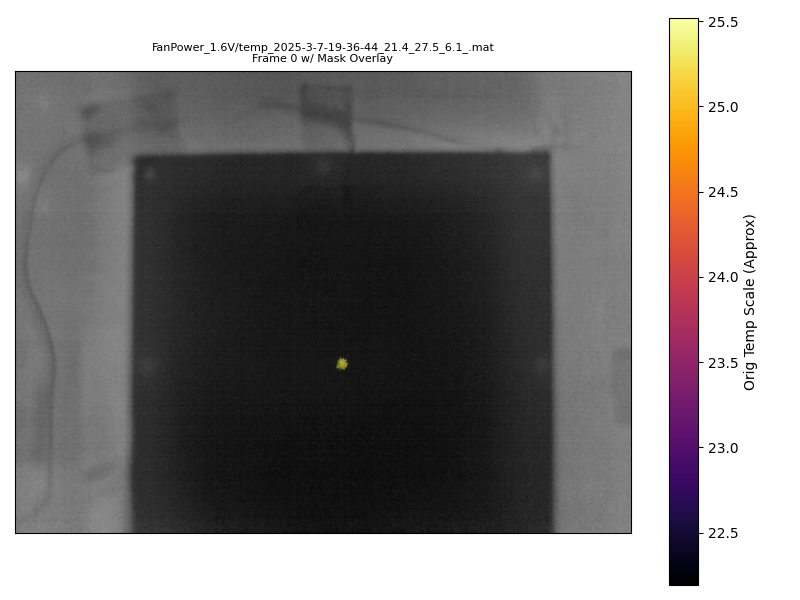 FanPower_1.6V/temp_2025-3-7-19-36-44_21.4_27.5_6.1_.mat
Frame 0 w/ Mask Overlay
25.5
25.0
24.5
24.0
23.5
23.0
22.5
Orig Temp Scale (Approx)